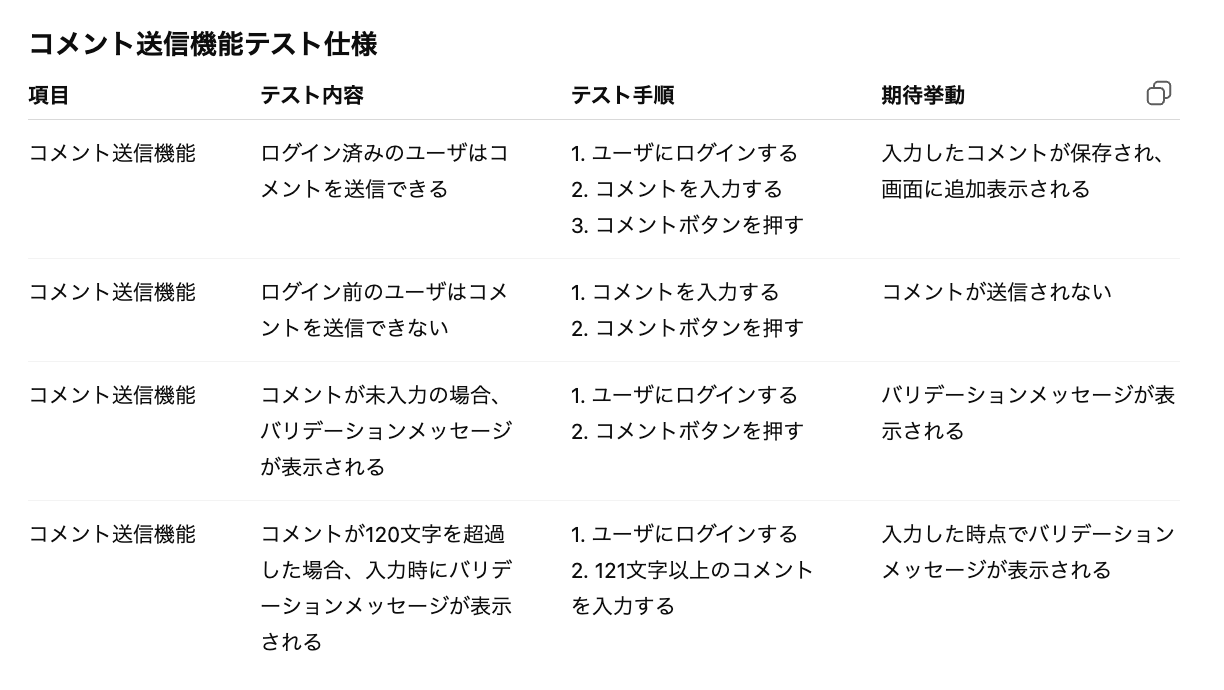 コメント送信機能テスト仕様
項目 テスト内容 テスト手順 期待挙動
コメント送信機能 ログイン済みのユーザはコ 1. ユーザにログインする 入力したコメントが保存され、
メントを送信できる 2. コメントを入力する 画面に追加表示される
3. コメントボタンを押す
コメント送信機能 ログイン前のユーザはコメ 1. コメントを入力する コメントが送信されない
ントを送信できない 2. コメントボタンを押す
コメント送信機能 コメントが未入力の場合、 1. ユーザにログインする バリデーションメッセージが表
バリデーションメッセージ 2. コメントボタンを押す 示される
が表示される
コメント送信機能 コメントが120文字を超過 1. ユーザにログインする 入力した時点でバリデーション
した場合、入力時にバリデ 2. 121文字以上のコメント メッセージが表示される
ーションメッセージが表示 を入力する
される